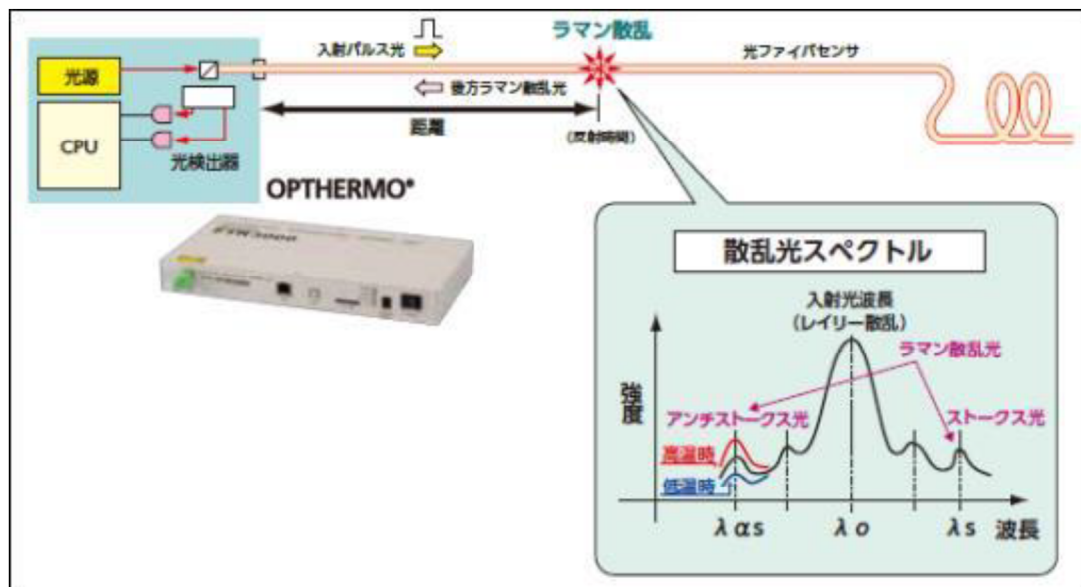 ラマン散乱
入射パルス光
光ファイバセンサ
光源
後方ラマン散乱光
CPU
距離
(反射時間)
光検出器
OPTHERMO®
散乱光スペクトル
入射光波長
(レイリー散乱)
ラマン散乱光
強度
アンチストークス光
ストークス光
高温時
低温時
λαs
λo
λs
波長